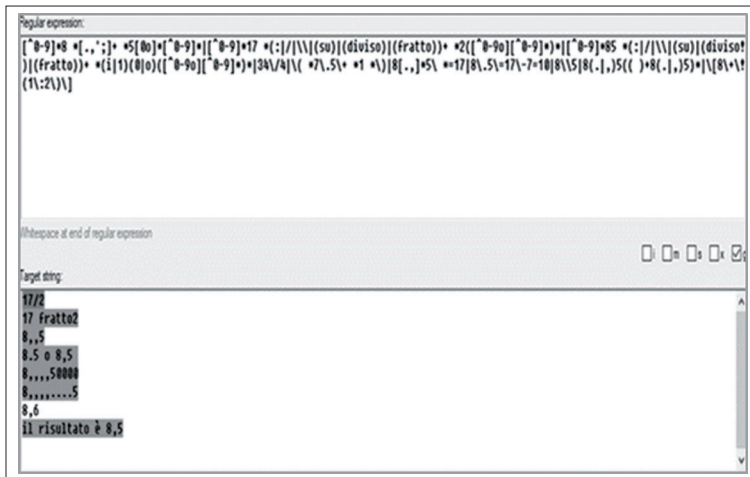 Regular expression:
[^0-9]*8 *[.,';]+ *5[0o]*[^0-9]*|[^0-9]*17 *(:|/|\\|(su)|(diviso)|(fratto))+ *2([^0-9o][^0-9]*)*|[^0-9]*85 *(:|/|\\|(su)|(diviso!
)|(fratto))+ *(i|1)(0|o)([^0-9o][^0-9]*)*|34\/4|\( *7\.5\+ *1 *\)|8[.,]*5\ *=17|8\.5\=17\-7=10|8\\5|8(.|,)5(( )+8(.|,)5)*|\[8\+\!
(1\:2\)\]
Whitespace at end of regular expression
i m s x g
Target string:
17/2
17 fratto2
8,,5
8.5 o 8,5
8,,,,50000
8,,,,....5
8,6
il risultato è 8,5